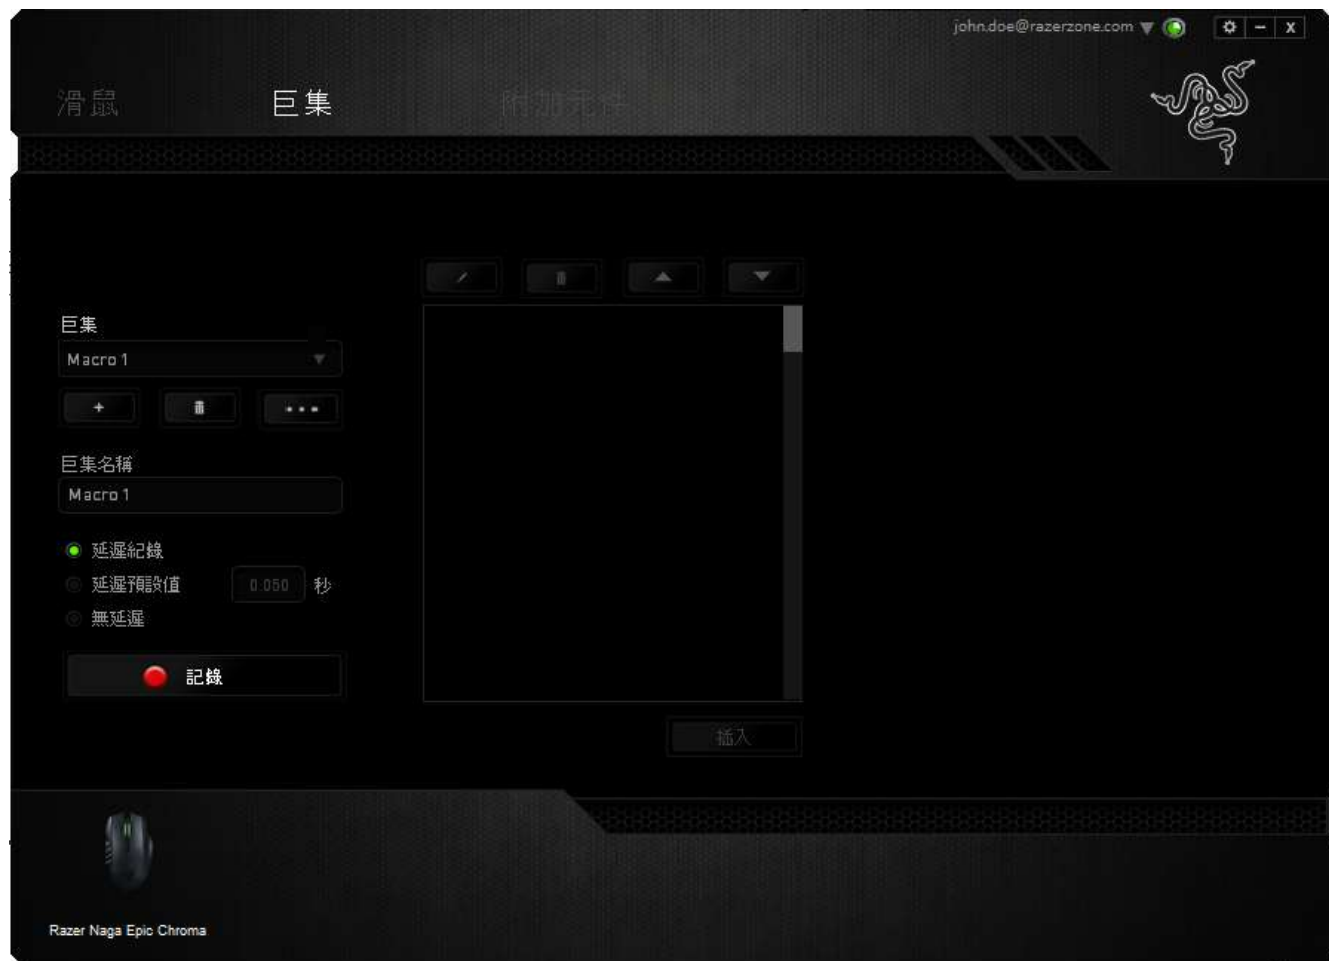 john.doe@razerzone.com
滑鼠 巨集 附加元件
巨集
Macro 1
巨集名稱
Macro 1
延遲紀錄
延遲預設值 0.050 秒
無延遲
記錄
插入
Razer Naga Epic Chroma